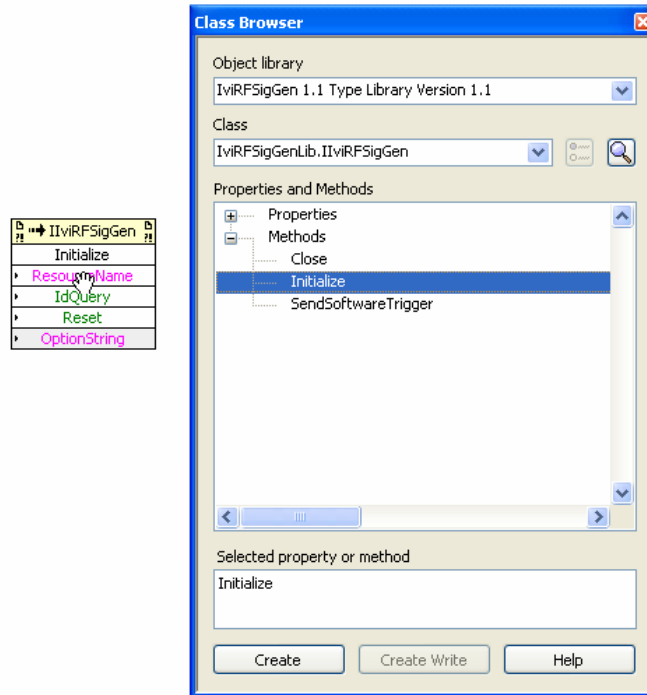 Class Browser
Object library
IviRFSigGen 1.1 Type Library Version 1.1
Class
IviRFSigGenLib.IIviRFSigGen
Properties and Methods
Properties
Methods
Close
Initialize
SendSoftwareTrigger
Selected property or method
Initialize
Create
Create Write
Help
IIviRFSigGen
Initialize
ResourceName
IdQuery
Reset
OptionString